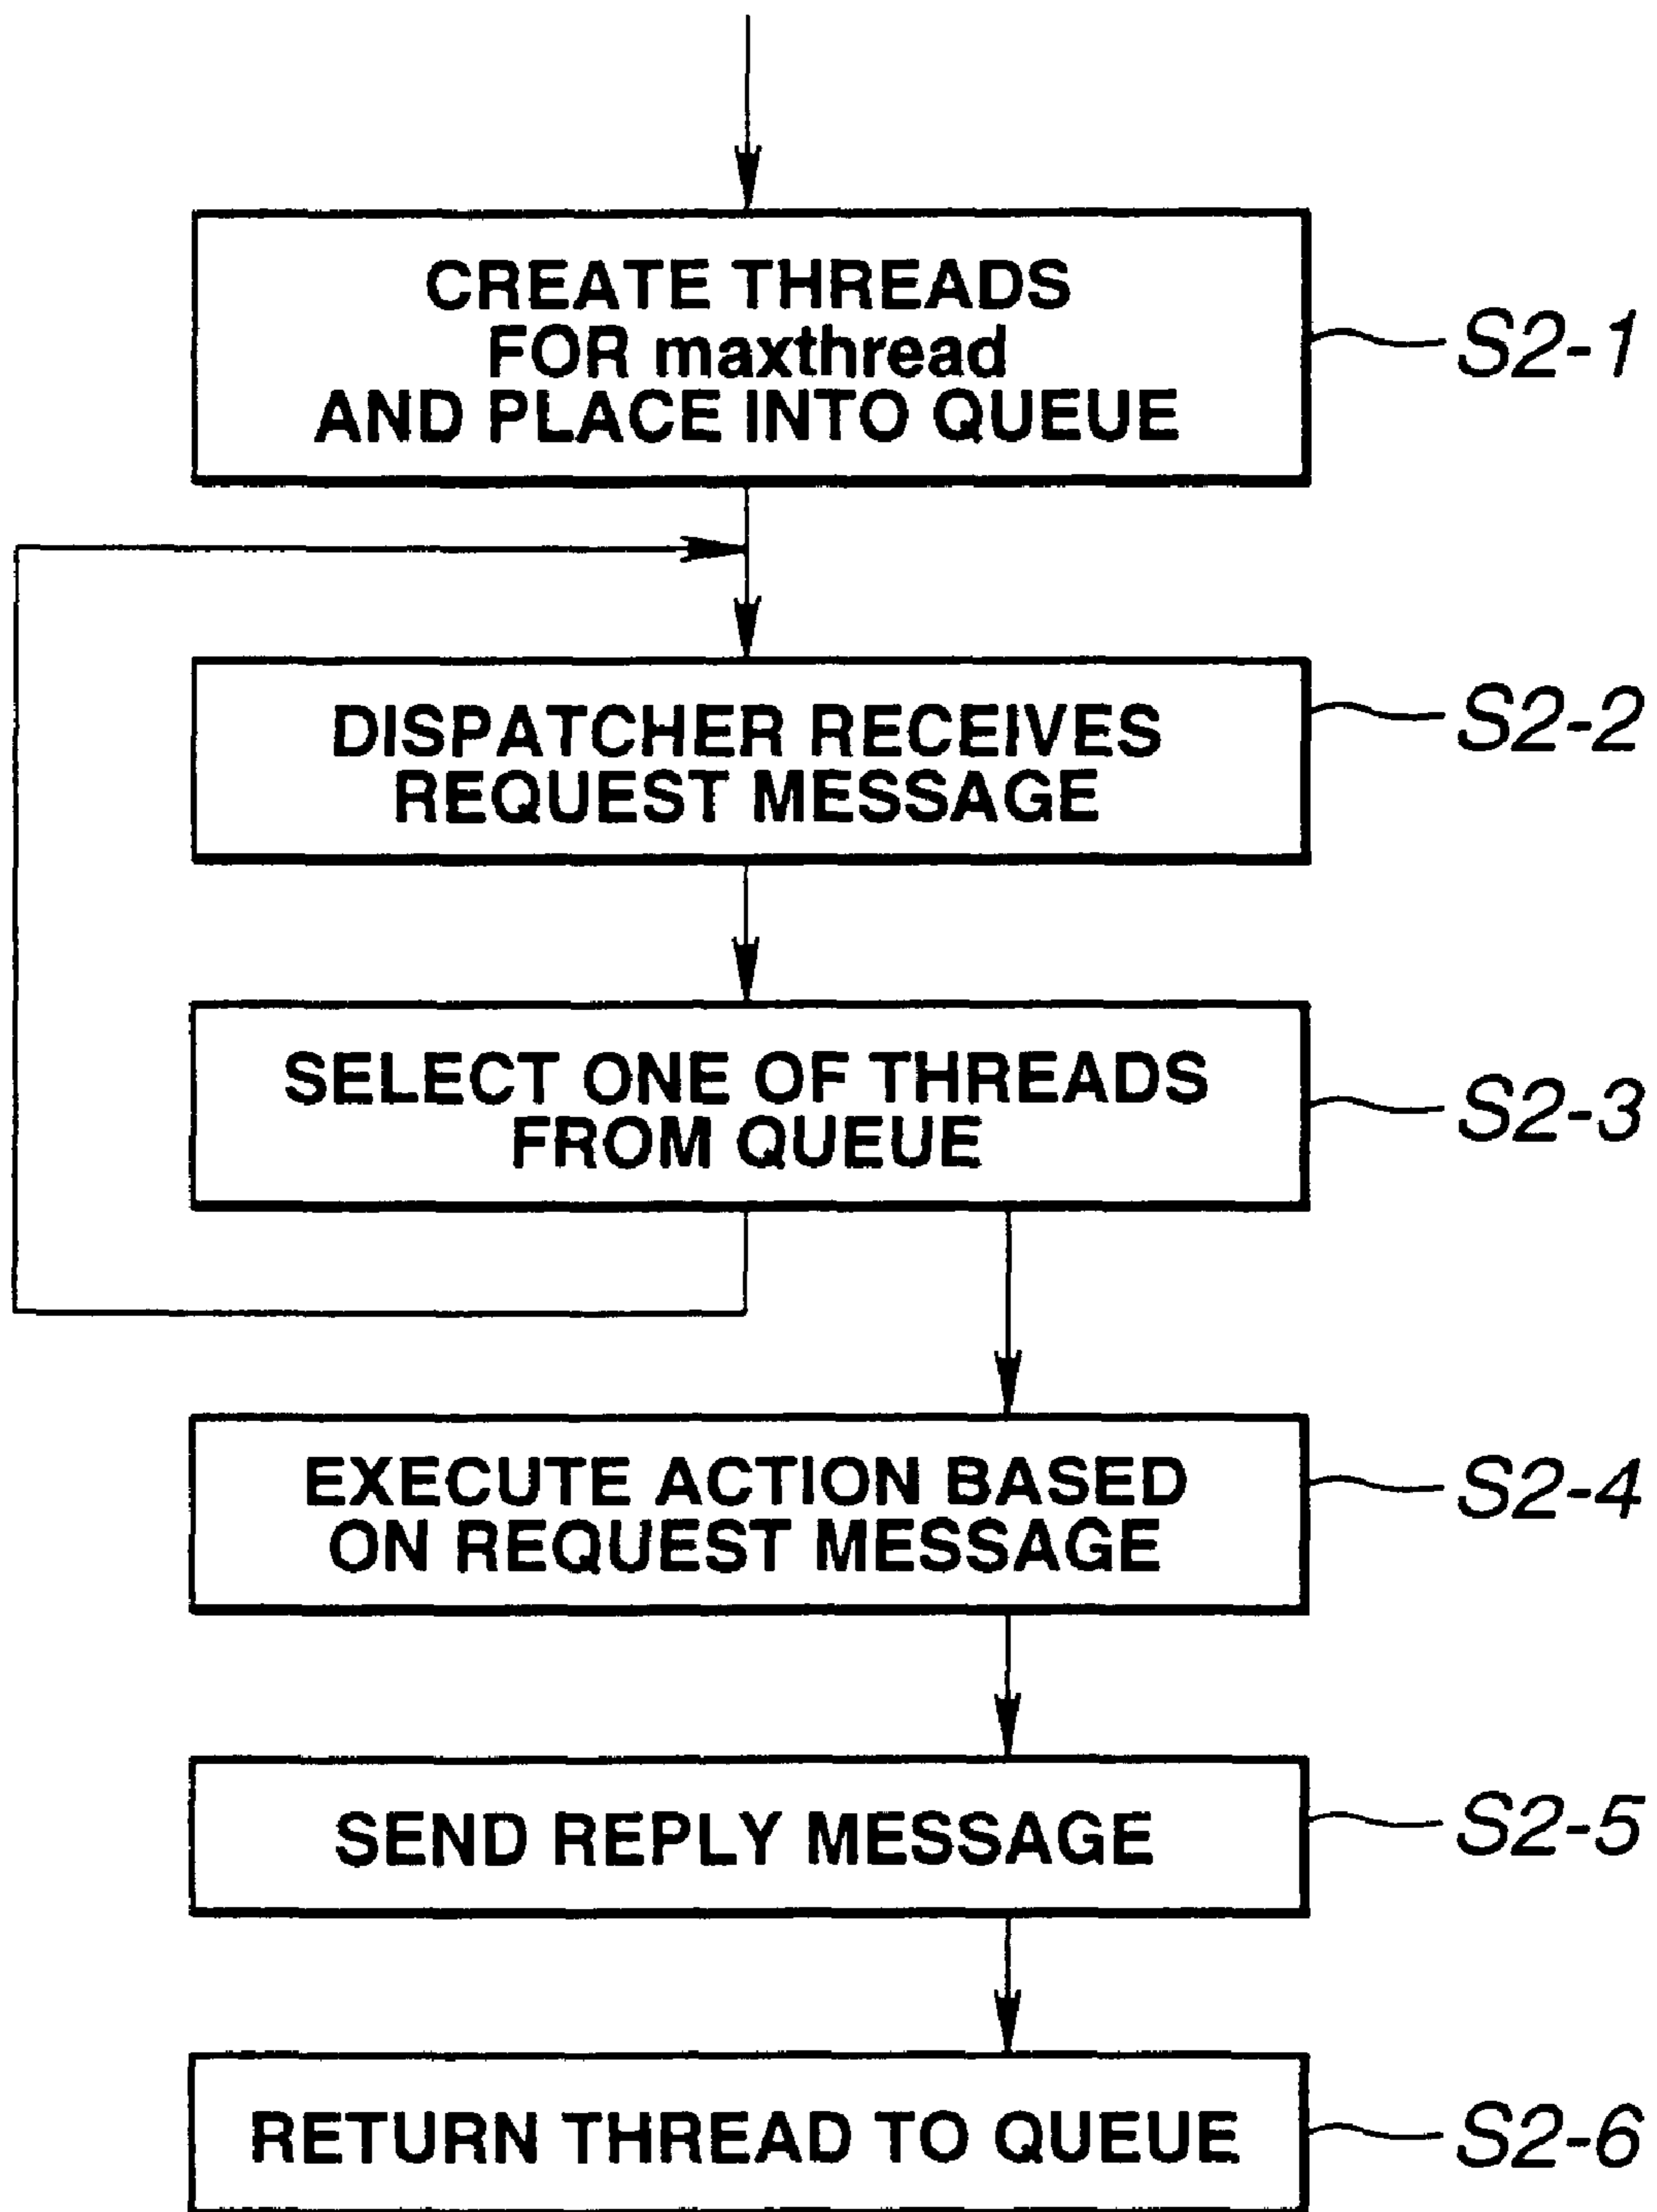 CREATE THREADS
FOR maxthread
AND PLACE INTO QUEUE
S2-1
DISPATCHER RECEIVES
REQUEST MESSAGE
S2-2
SELECT ONE OF THREADS
FROM QUEUE
S2-3
EXECUTE ACTION BASED
ON REQUEST MESSAGE
S2-4
SEND REPLY MESSAGE
S2-5
RETURN THREAD TO QUEUE
S2-6